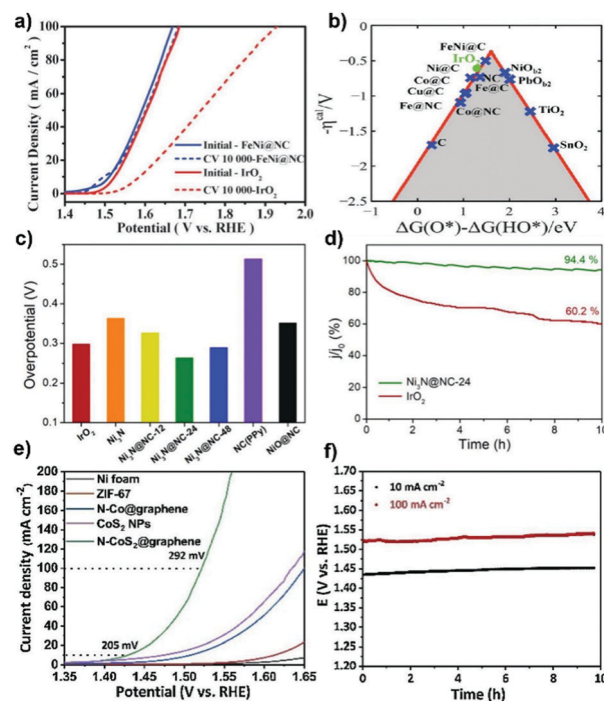 a)
Current Density ( mA / cm² )
Initial - FeNi@NC
CV 10 000-FeNi@NC
Initial - IrO₂
CV 10 000-IrO₂
1.4 1.5 1.6 1.7 1.8 1.9 2.0
Potential ( V vs. RHE )
b)
-η^cal/V
0
−0.5
−1
−1.5
−2
−2.5
FeNi@C
IrO₂
Ni@C
NC
NiO_b2
Co@C
Fe@C
PbO_b2
Cu@C
Fe@NC
Co@NC
TiO₂
C
SnO₂
−1 0 1 2 3 4
ΔG(O*)-ΔG(HO*)/eV
c)
Overpotential (V)
0.5
0.4
0.3
0.2
0.1
IrO₂
Ni₃N
Ni₃N@NC-12
Ni₃N@NC-24
Ni₃N@NC-48
NC(PPy)
NiO@NC
d)
j/j₀ (%)
100
80
60
40
20
0
94.4 %
60.2 %
Ni₃N@NC-24
IrO₂
0 2 4 6 8 10
Time (h)
e)
Current density (mA cm⁻²)
200
180
160
140
120
100
80
60
40
20
0
Ni foam
ZIF-67
N-Co@graphene
CoS₂ NPs
N-CoS₂@graphene
292 mV
205 mV
1.35 1.40 1.45 1.50 1.55 1.60 1.65
Potential (V vs. RHE)
f)
E (V vs. RHE)
1.70
1.65
1.60
1.55
1.50
1.45
1.40
1.35
1.30
1.25
1.20
10 mA cm⁻²
100 mA cm⁻²
0 2 4 6 8 10
Time (h)